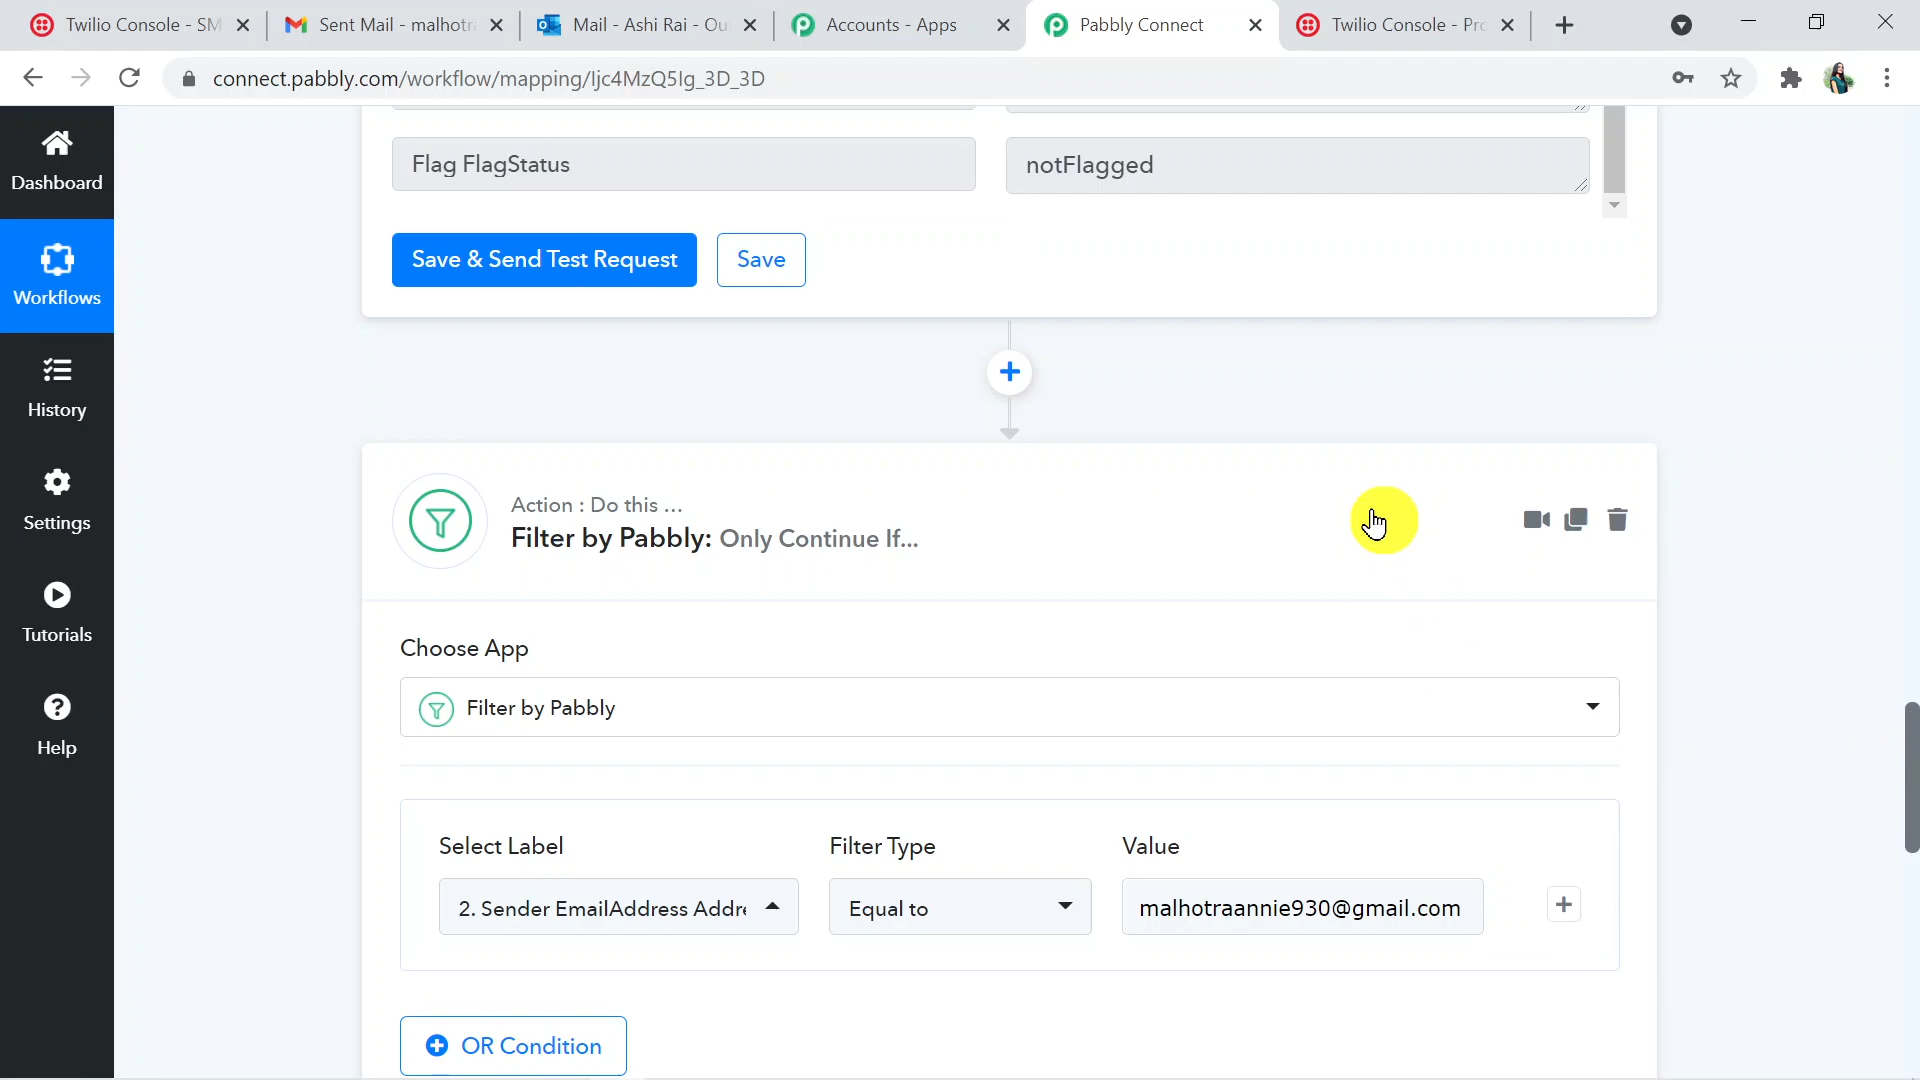 Twilio Console - SM
Sent Mail - malhotr
Mail - Ashi Rai - Ou
Accounts - Apps
Pabbly Connect
Twilio Console - Pro
connect.pabbly.com/workflow/mapping/Ijc4MzQ5Ig_3D_3D
Dashboard
Workflows
History
Settings
Tutorials
Help
Flag FlagStatus
notFlagged
Save & Send Test Request
Save
Action : Do this ...
Filter by Pabbly: Only Continue If...
Choose App
Filter by Pabbly
Select Label
Filter Type
Value
2. Sender EmailAddress Addre
Equal to
malhotraannie930@gmail.com
OR Condition